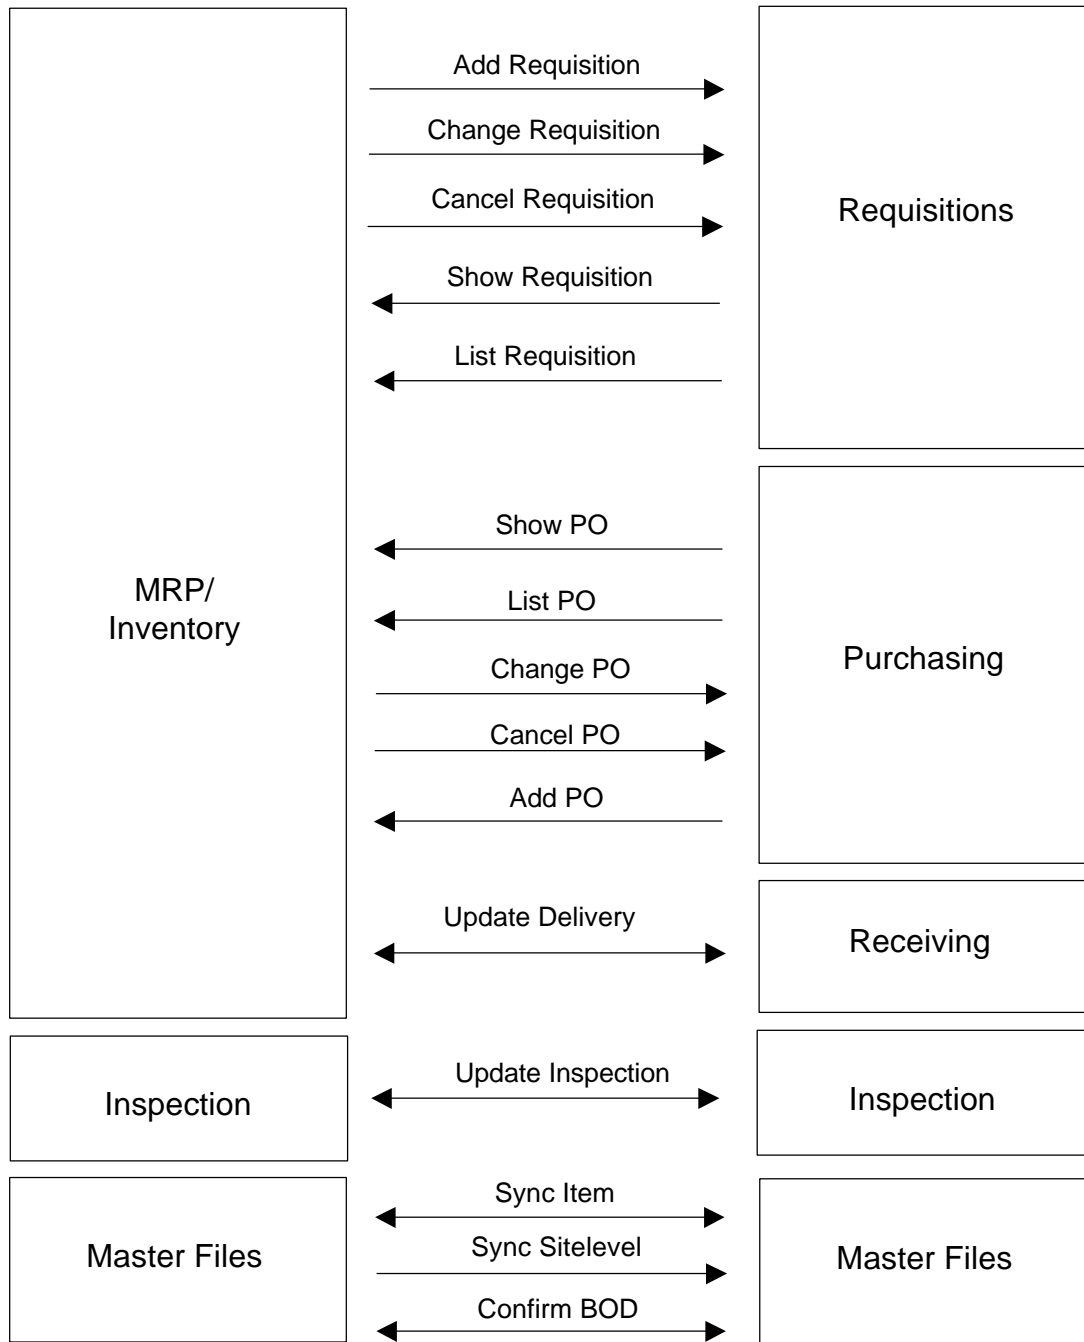 Add Requisition
Change Requisition
Cancel Requisition
Requisitions
Show Requisition
List Requisition
Show PO
MRP/
Inventory
List PO
Change PO
Purchasing
Cancel PO
Add PO
Update Delivery
Receiving
Inspection
Update Inspection
Inspection
Sync Item
Master Files
Sync Sitelevel
Master Files
Confirm BOD